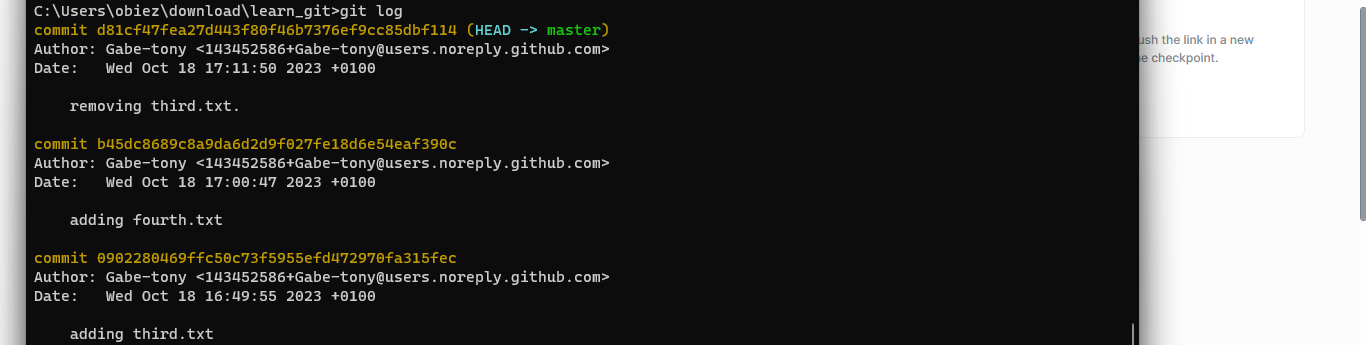 C:\Users\obiez\download\learn_git>git log
commit d81cf47fea27d443f80f46b7376ef9cc85dbf114 (HEAD -> master)
Author: Gabe-tony <143452586+Gabe-tony@users.noreply.github.com>
Date:   Wed Oct 18 17:11:50 2023 +0100
removing third.txt.
commit b45dc8689c8a9da6d2d9f027fe18d6e54eaf390c
Author: Gabe-tony <143452586+Gabe-tony@users.noreply.github.com>
Date:   Wed Oct 18 17:00:47 2023 +0100
adding fourth.txt
commit 0902280469ffc50c73f5955efd472970fa315fec
Author: Gabe-tony <143452586+Gabe-tony@users.noreply.github.com>
Date:   Wed Oct 18 16:49:55 2023 +0100
adding third.txt
the link in a new
checkpoint.